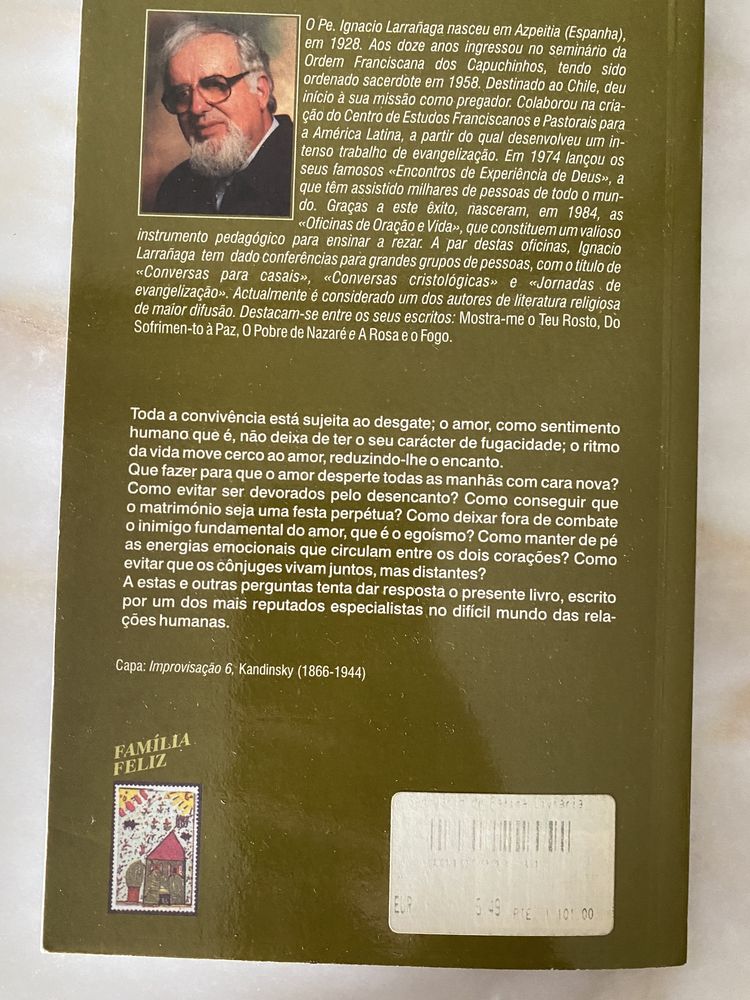 O Pe. Ignacio Larrañaga nasceu em Azpeitia (Espanha),
em 1928. Aos doze anos ingressou no seminário da
Ordem Franciscana dos Capuchinhos, tendo sido
ordenado sacerdote em 1958. Destinado ao Chile, deu
início à sua missão como pregador. Colaborou na cria-
ção do Centro de Estudos Franciscanos e Pastorais para
a América Latina, a partir do qual desenvolveu um in-
tenso trabalho de evangelização. Em 1974 lançou os
seus famosos «Encontros de Experiência de Deus», a
que têm assistido milhares de pessoas de todo o mun-
do. Graças a este êxito, nasceram, em 1984, as
«Oficinas de Oração e Vida», que constituem um valioso
instrumento pedagógico para ensinar a rezar. A par destas oficinas, Ignacio
Larrañaga tem dado conferências para grandes grupos de pessoas, com o título de
«Conversas para casais», «Conversas cristológicas» e «Jornadas de
evangelização». Actualmente é considerado um dos autores de literatura religiosa
de maior difusão. Destacam-se entre os seus escritos: Mostra-me o Teu Rosto, Do
Sofrimen-to à Paz, O Pobre de Nazaré e A Rosa e o Fogo.
Toda a convivência está sujeita ao desgate; o amor, como sentimento
humano que é, não deixa de ter o seu carácter de fugacidade; o ritmo
da vida move cerco ao amor, reduzindo-lhe o encanto.
Que fazer para que o amor desperte todas as manhãs com cara nova?
Como evitar ser devorados pelo desencanto? Como conseguir que
o matrimónio seja uma festa perpétua? Como deixar fora de combate
o inimigo fundamental do amor, que é o egoísmo? Como manter de pé
as energias emocionais que circulam entre os dois corações? Como
evitar que os cônjuges vivam juntos, mas distantes?
A estas e outras perguntas tenta dar resposta o presente livro, escrito
por um dos mais reputados especialistas no difícil mundo das rela-
ções humanas.
Capa: Improvisação 6, Kandinsky (1866-1944)
FAMÍLIA
FELIZ
EUR 5.49 PTE 1 101.00